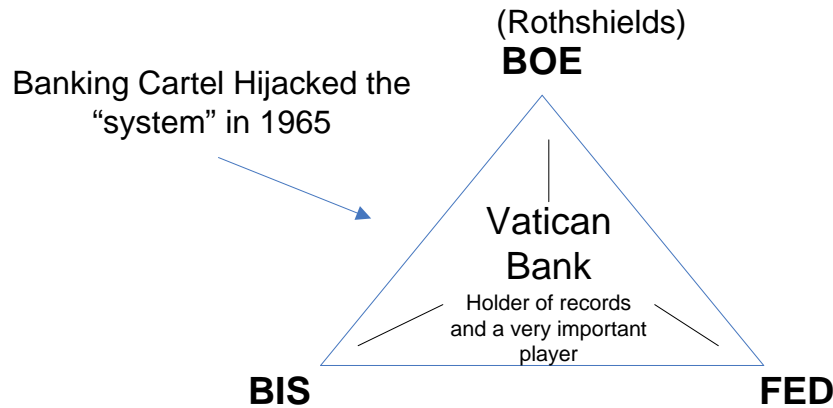 (Rothshields)
BOE
Banking Cartel Hijacked the
“system” in 1965
Vatican
Bank
Holder of records
and a very important
player
BIS
FED